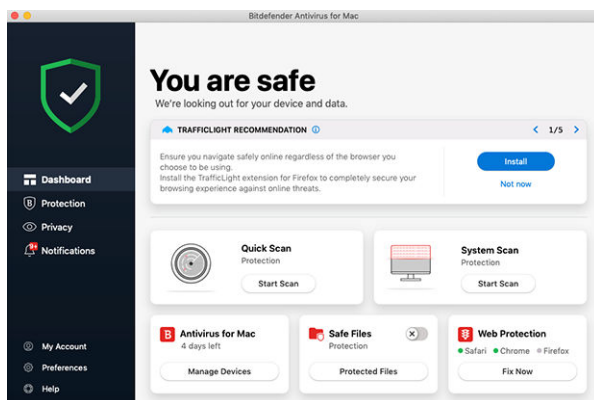 Bitdefender Antivirus for Mac
You are safe
We're looking out for your device and data.
TRAFFICLIGHT RECOMMENDATION
1/5
Ensure you navigate safely online regardless of the browser you
choose to be using.
Install the TrafficLight extension for Firefox to completely secure your
browsing experience against online threats.
Install
Not now
Dashboard
B Protection
Privacy
9+ Notifications
Quick Scan
Protection
Start Scan
System Scan
Protection
Start Scan
B Antivirus for Mac
4 days left
Manage Devices
Safe Files
Protection
Protected Files
Web Protection
Safari Chrome Firefox
Fix Now
My Account
Preferences
Help